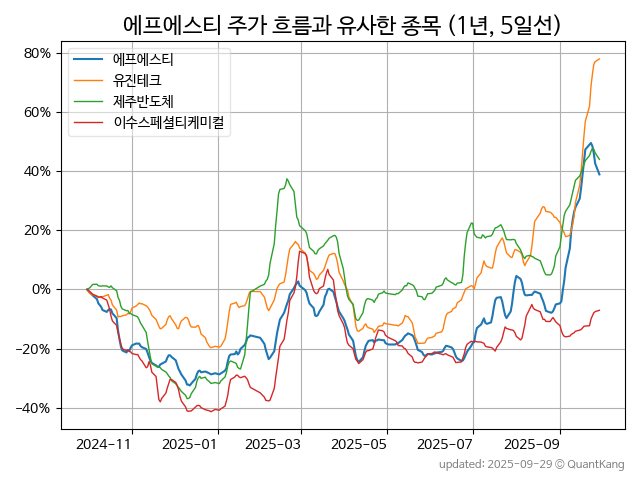 에프에스티 주가 흐름과 유사한 종목 (1년, 5일선)
에프에스티
유진테크
제주반도체
이수스페셜티케미컬
80%
60%
40%
20%
0%
−20%
−40%
2024-11 2025-01 2025-03 2025-05 2025-07 2025-09
updated: 2025-09-29 © QuantKang